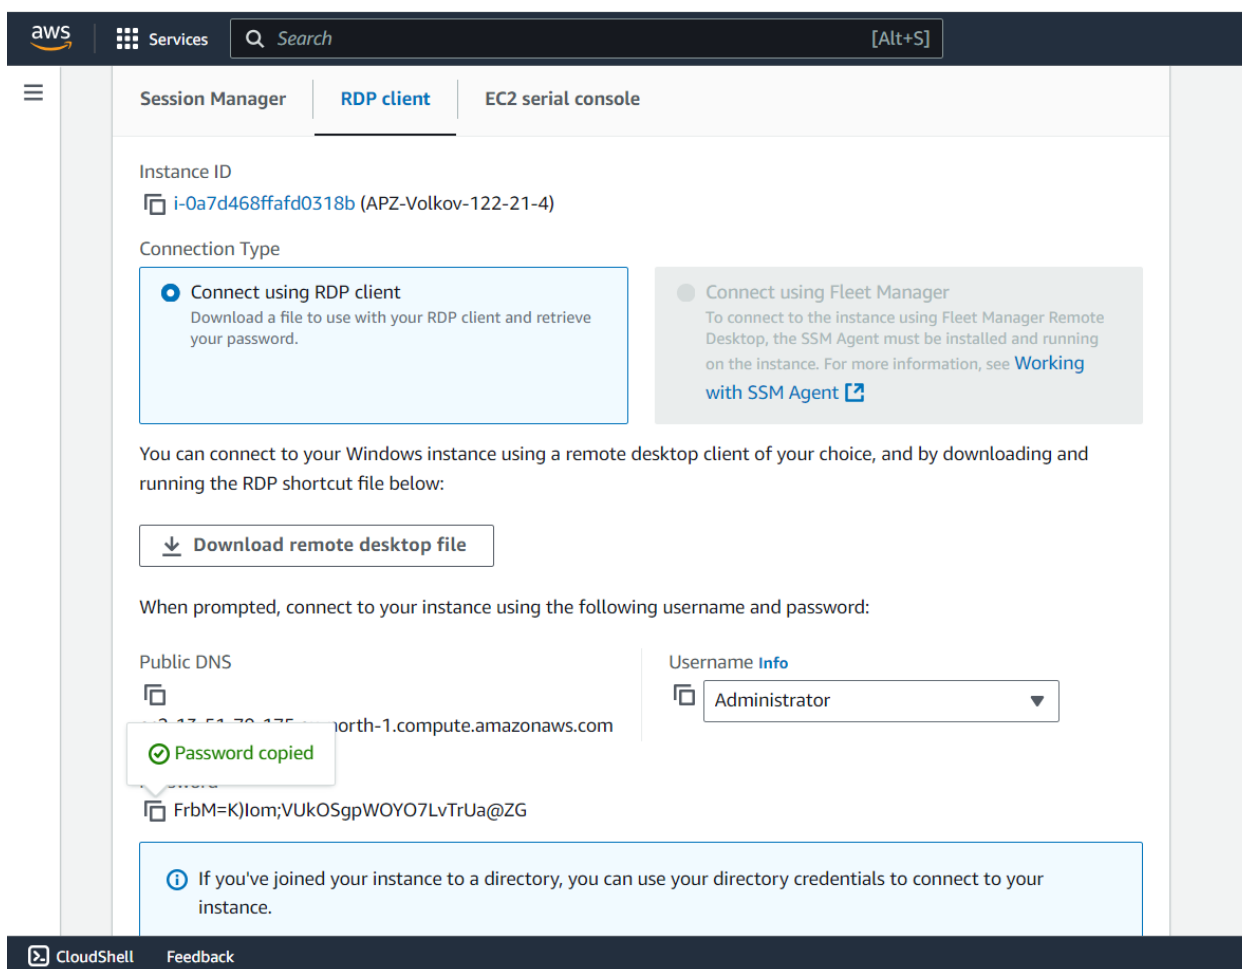 aws
Services
Search
[Alt+S]
Session Manager
RDP client
EC2 serial console
Instance ID
i-0a7d468ffafd0318b (APZ-Volkov-122-21-4)
Connection Type
Connect using RDP client
Download a file to use with your RDP client and retrieve
your password.
Connect using Fleet Manager
To connect to the instance using Fleet Manager Remote
Desktop, the SSM Agent must be installed and running
on the instance. For more information, see Working
with SSM Agent
You can connect to your Windows instance using a remote desktop client of your choice, and by downloading and
running the RDP shortcut file below:
Download remote desktop file
When prompted, connect to your instance using the following username and password:
Public DNS
north-1.compute.amazonaws.com
Username Info
Administrator
Password copied
FrbM=K)Iom;VUkOSgpWOYO7LvTrUa@ZG
If you've joined your instance to a directory, you can use your directory credentials to connect to your
instance.
CloudShell
Feedback